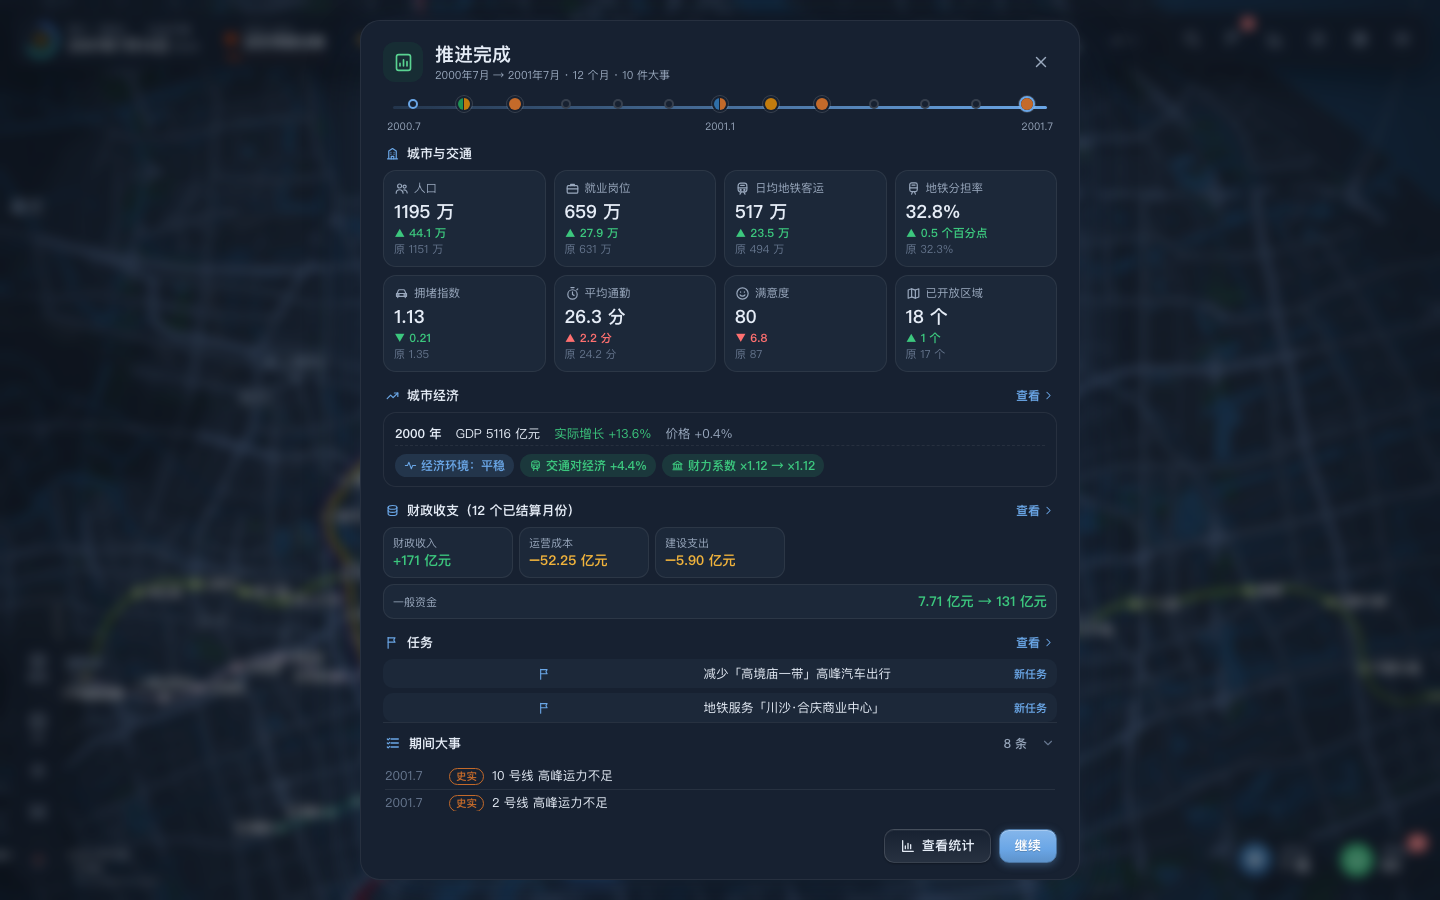 推进完成
2000年7月 → 2001年7月 · 12 个月 · 10 件大事
2000.7
2001.1
2001.7
城市与交通
人口
1195 万
▲ 44.1 万
原 1151 万
就业岗位
659 万
▲ 27.9 万
原 631 万
日均地铁客运
517 万
▲ 23.5 万
原 494 万
地铁分担率
32.8%
▲ 0.5 个百分点
原 32.3%
拥堵指数
1.13
▼ 0.21
原 1.35
平均通勤
26.3 分
▲ 2.2 分
原 24.2 分
满意度
80
▼ 6.8
原 87
已开放区域
18 个
▲ 1 个
原 17 个
城市经济
查看
2000 年 GDP 5116 亿元 实际增长 +13.6% 价格 +0.4%
经济环境：平稳 交通对经济 +4.4% 财力系数 ×1.12 → ×1.12
财政收支（12 个已结算月份）
查看
财政收入
+171 亿元
运营成本
−52.25 亿元
建设支出
−5.90 亿元
一般资金
7.71 亿元 → 131 亿元
任务
查看
减少「高境庙一带」高峰汽车出行 新任务
地铁服务「川沙·合庆商业中心」 新任务
期间大事
8 条
2001.7 史实 10 号线 高峰运力不足
2001.7 史实 2 号线 高峰运力不足
查看统计
继续